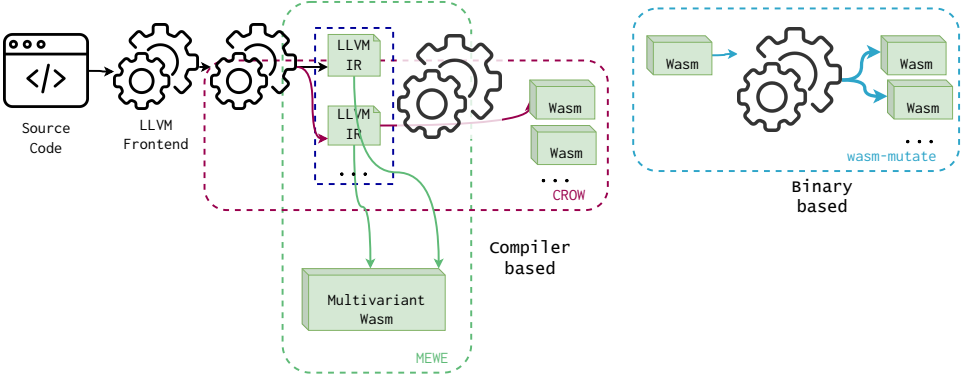 </>
Source
Code
LLVM
Frontend
LLVM
IR
LLVM
IR
...
Wasm
Wasm
...
CROW
Compiler
based
Multivariant
Wasm
MEWE
Wasm
Wasm
Wasm
...
wasm-mutate
Binary
based